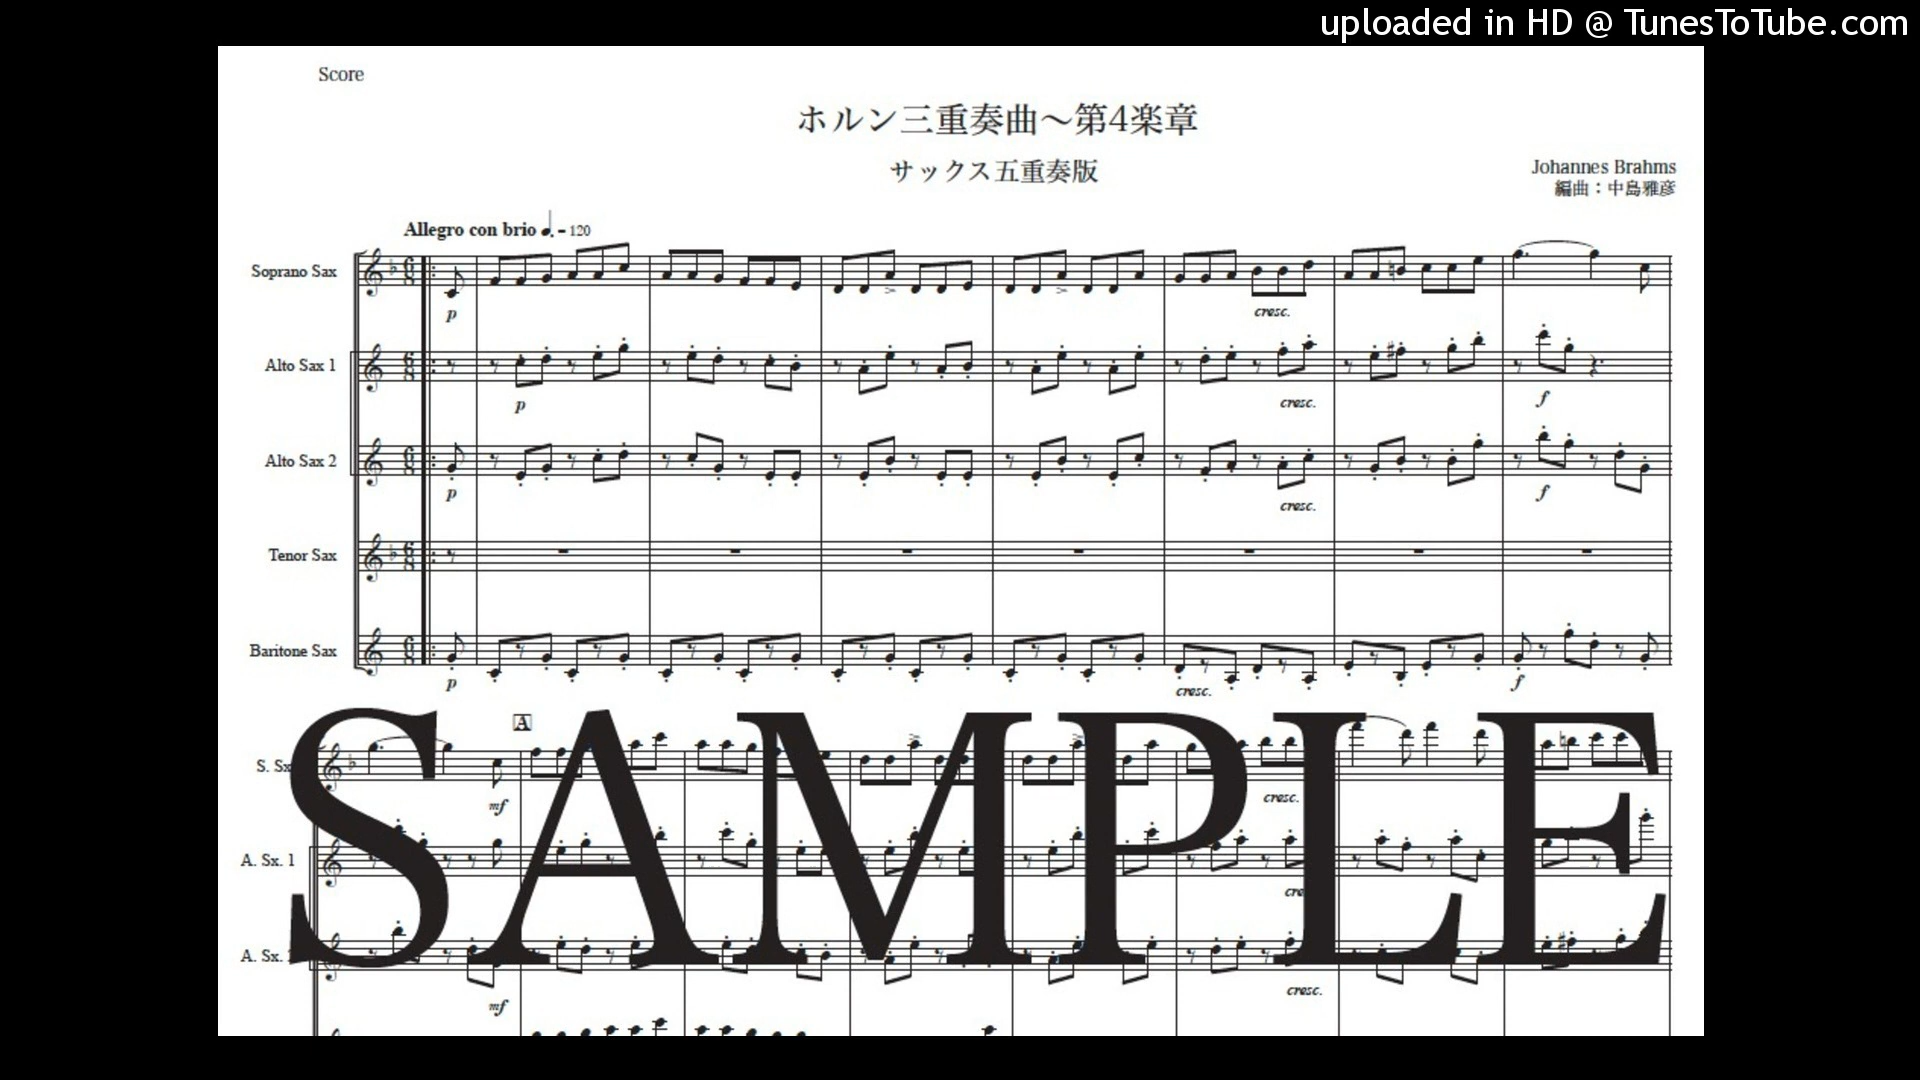 uploaded in HD @ TunesToTube.com
Score
ホルン三重奏曲～第4楽章
サックス五重奏版
Johannes Brahms
編曲：中島雅彦
Allegro con brio ♩. = 120
Soprano Sax
p
cresc.
Alto Sax 1
p
cresc.
f
Alto Sax 2
p
cresc.
f
Tenor Sax
Baritone Sax
p
cresc.
f
A
S. Sx.
mf
cresc.
A. Sx. 1
A. Sx.
mf
cresc.
SAMPLE